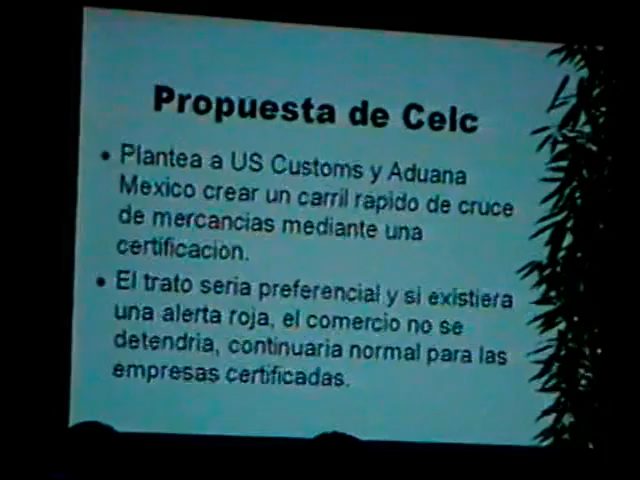 Propuesta de Celc
• Plantea a US Customs y Aduana
Mexico crear un carril rapido de cruce
de mercancias mediante una
certificacion.
• El trato seria preferencial y si existiera
una alerta roja, el comercio no se
detendria, continuaria normal para las
empresas certificadas.